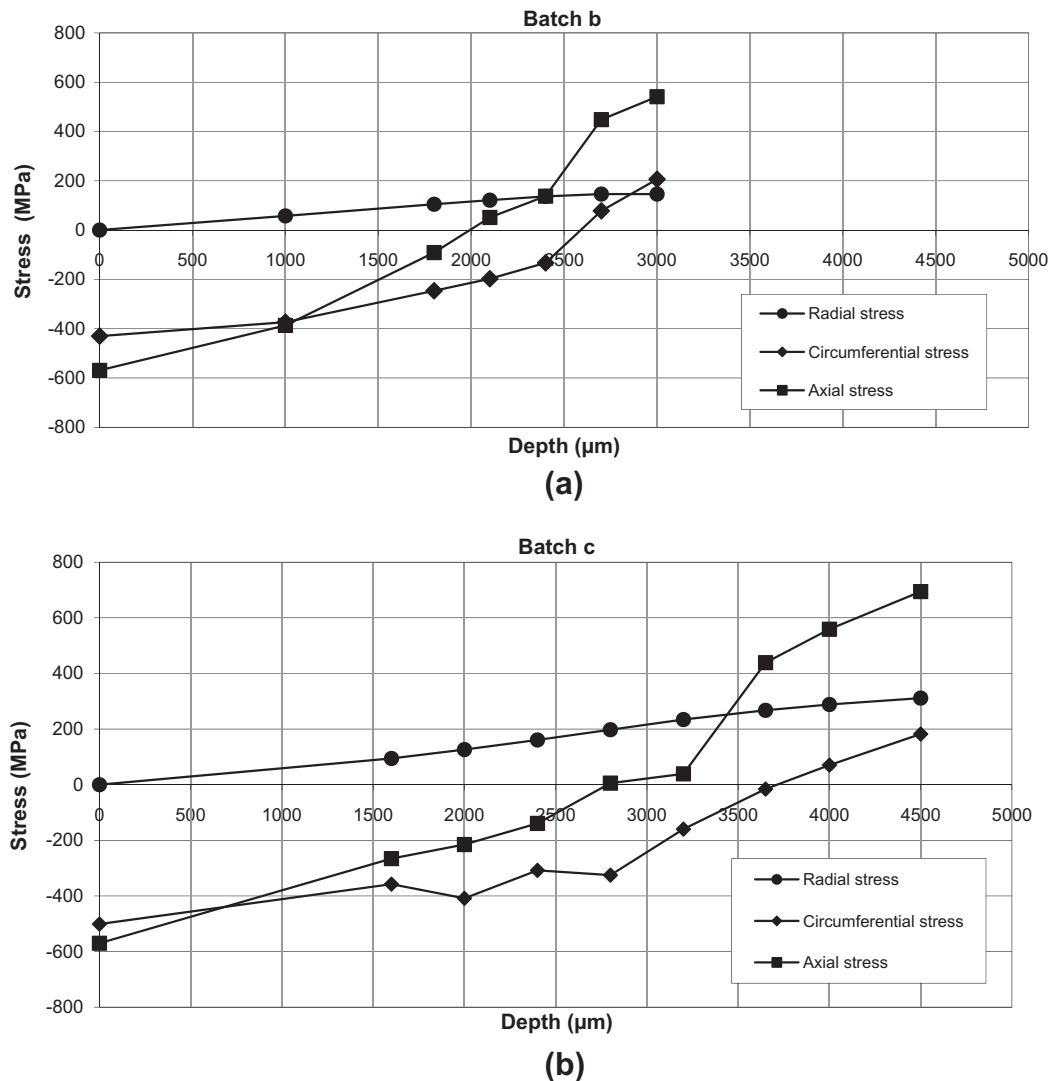 Batch b
800
600
400
200
0
-200
-400
-600
-800
Stress (MPa)
0 500 1000 1500 2000 2500 3000 3500 4000 4500 5000
Radial stress
Circumferential stress
Axial stress
Depth (µm)
(a)
Batch c
800
600
400
200
0
-200
-400
-600
-800
Stress (MPa)
0 500 1000 1500 2000 2500 3000 3500 4000 4500 5000
Radial stress
Circumferential stress
Axial stress
Depth (µm)
(b)